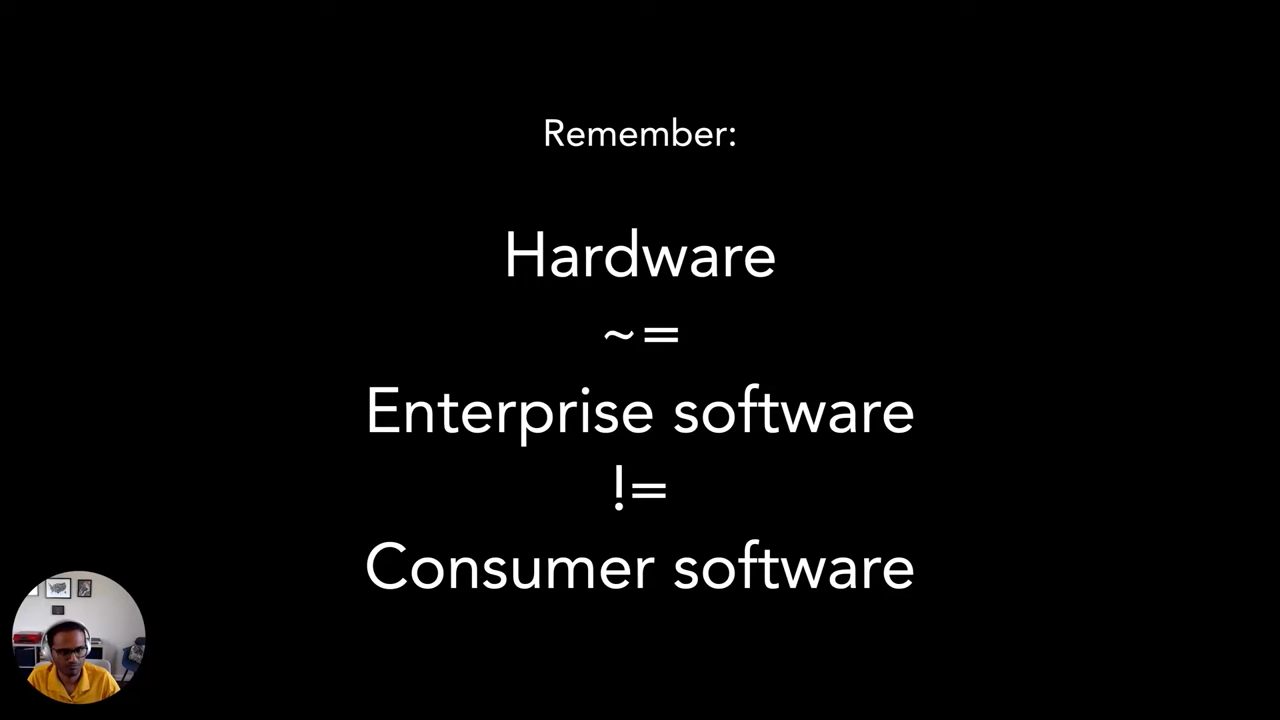 Remember:
Hardware
~=
Enterprise software
!=
Consumer software